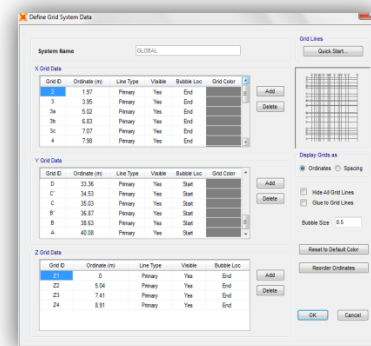 Define Grid System Data
System Name GLOBAL
Grid Lines
Quick Start...
X Grid Data
Grid ID Ordinate (m) Line Type Visible Bubble Loc Grid Color
2 1.97 Primary Yes End
3 3.95 Primary Yes End
3a 5.02 Primary Yes End
3b 6.83 Primary Yes End
3c 7.07 Primary Yes End
4 7.98 Primary Yes End
Add
Delete
Y Grid Data
Grid ID Ordinate (m) Line Type Visible Bubble Loc Grid Color
D 33.36 Primary Yes Start
C' 34.53 Primary Yes Start
C 35.03 Primary Yes Start
B' 36.87 Primary Yes Start
B 38.63 Primary Yes Start
A 40.08 Primary Yes Start
Add
Delete
Display Grids as
Ordinates Spacing
Hide All Grid Lines
Glue to Grid Lines
Bubble Size 0.5
Z Grid Data
Grid ID Ordinate (m) Line Type Visible Bubble Loc
Z1 0 Primary Yes End
Z2 5.04 Primary Yes End
Z3 7.41 Primary Yes End
Z4 8.91 Primary Yes End
Add
Delete
Reset to Default Color
Reorder Ordinates
OK Cancel